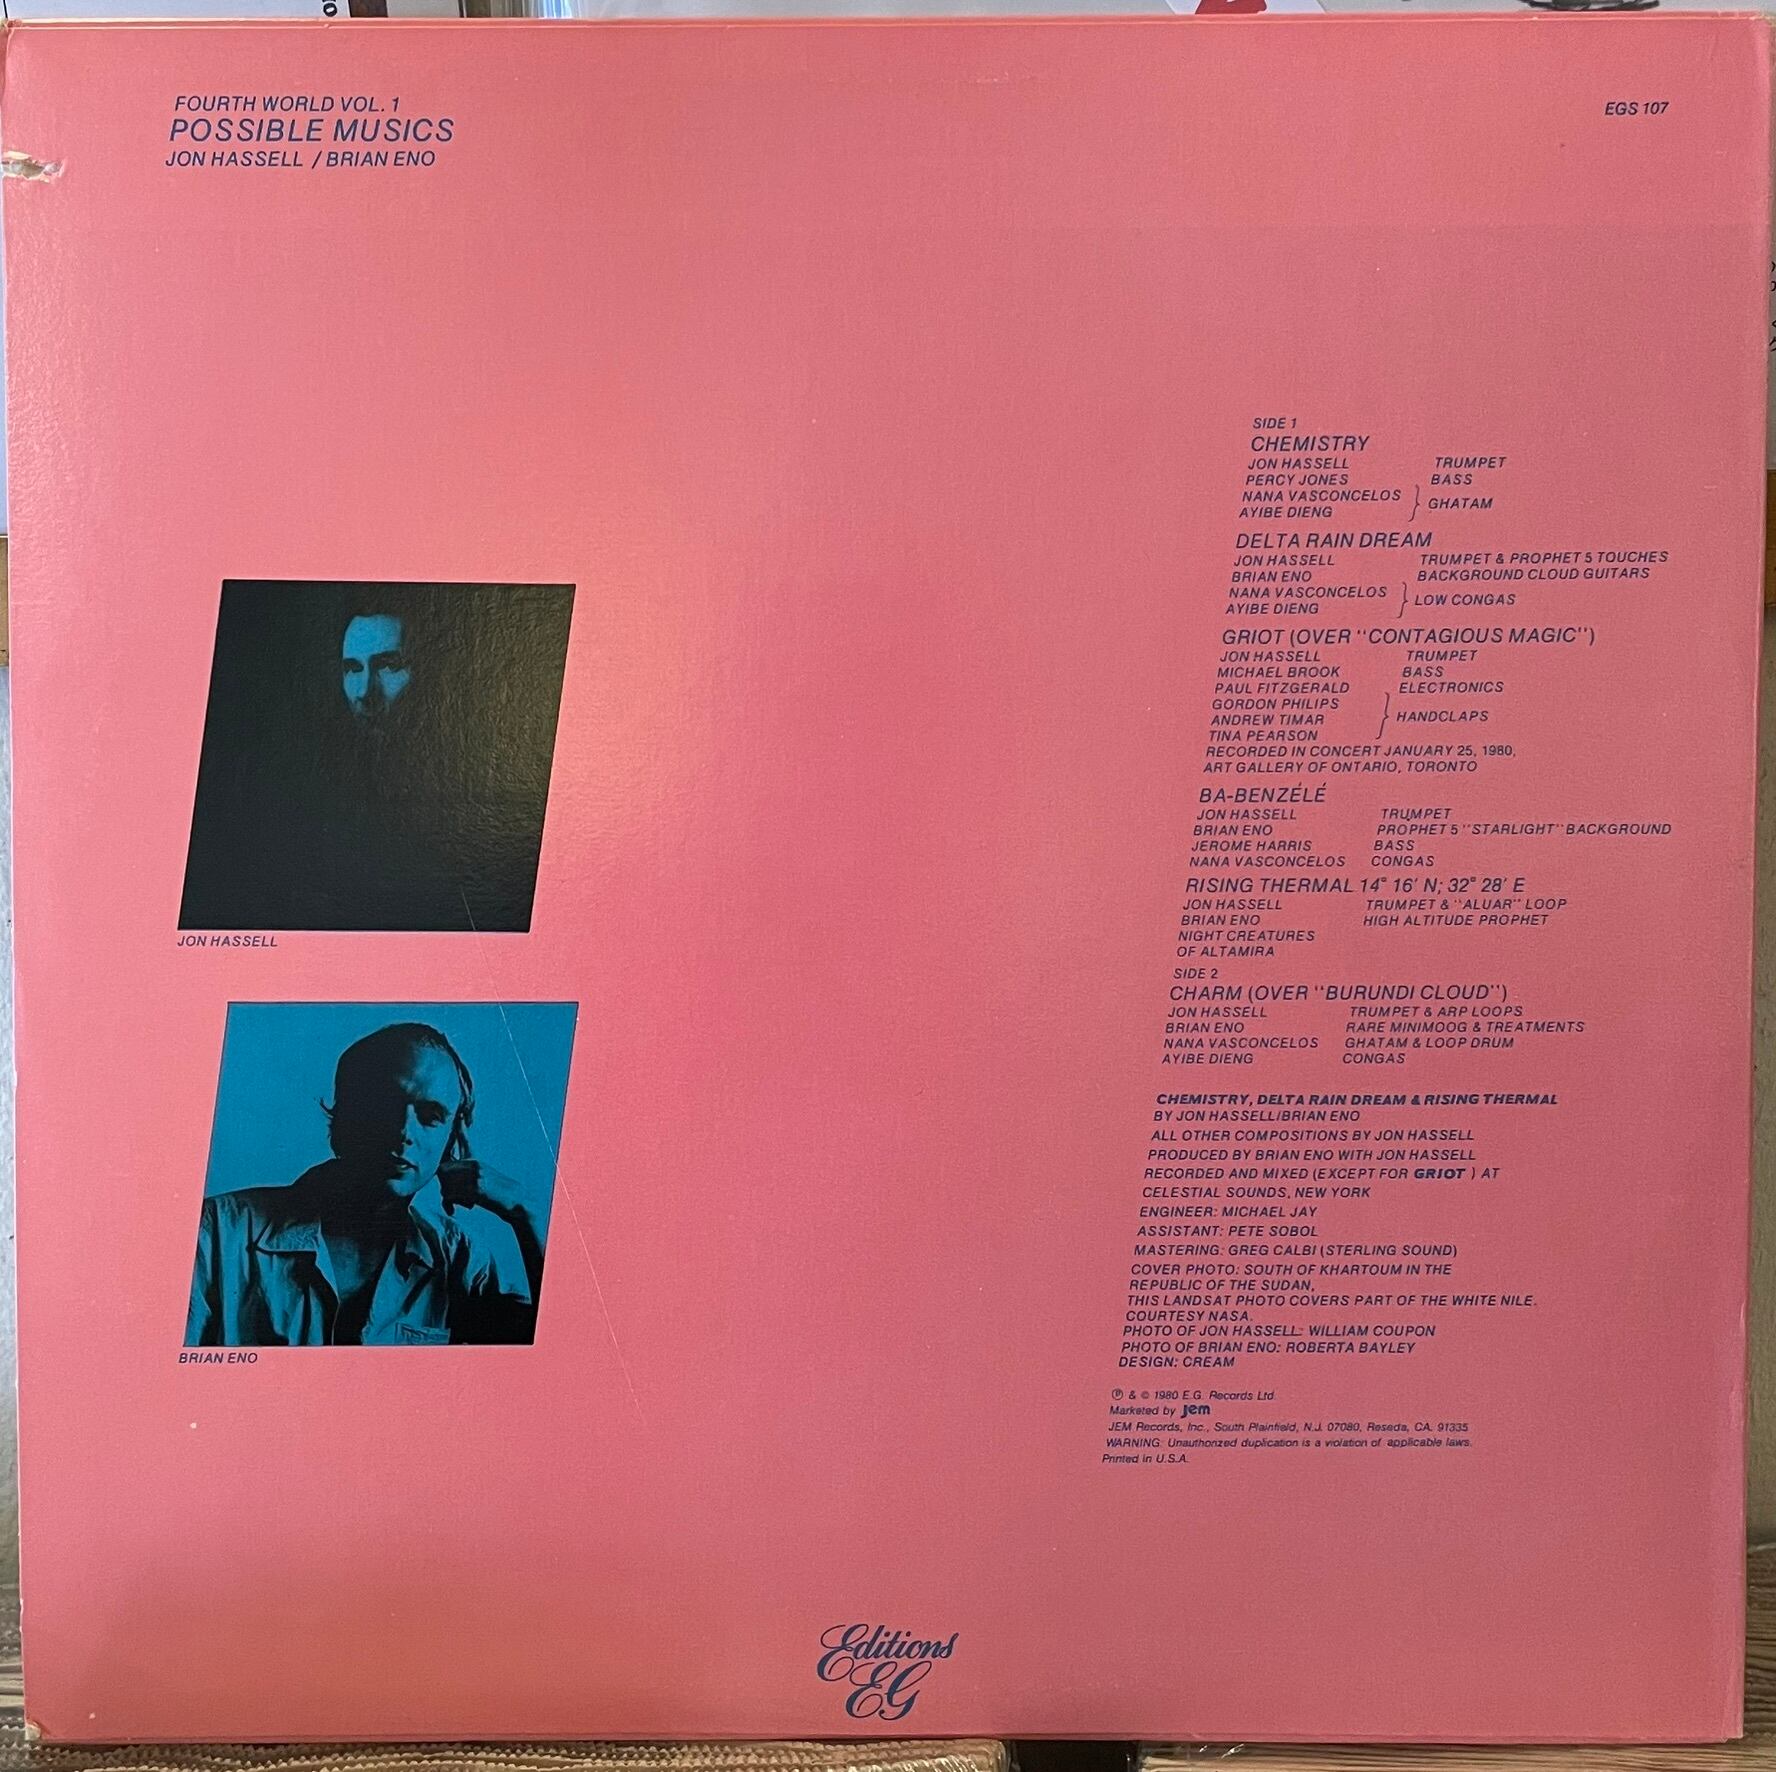 FOURTH WORLD VOL. 1
POSSIBLE MUSICS
JON HASSELL / BRIAN ENO
EGS 107
JON HASSELL
BRIAN ENO
SIDE 1
CHEMISTRY
JON HASSELL TRUMPET
PERCY JONES BASS
NANA VASCONCELOS
AYIBE DIENG } GHATAM
DELTA RAIN DREAM
JON HASSELL TRUMPET & PROPHET 5 TOUCHES
BRIAN ENO BACKGROUND CLOUD GUITARS
NANA VASCONCELOS
AYIBE DIENG } LOW CONGAS
GRIOT (OVER "CONTAGIOUS MAGIC")
JON HASSELL TRUMPET
MICHAEL BROOK BASS
PAUL FITZGERALD ELECTRONICS
GORDON PHILIPS
ANDREW TIMAR } HANDCLAPS
TINA PEARSON
RECORDED IN CONCERT JANUARY 25, 1980,
ART GALLERY OF ONTARIO, TORONTO
BA-BENZÉLÉ
JON HASSELL TRUMPET
BRIAN ENO PROPHET 5 "STARLIGHT" BACKGROUND
JEROME HARRIS BASS
NANA VASCONCELOS CONGAS
RISING THERMAL 14° 16' N; 32° 28' E
JON HASSELL TRUMPET & "ALUAR" LOOP
BRIAN ENO HIGH ALTITUDE PROPHET
NIGHT CREATURES
OF ALTAMIRA
SIDE 2
CHARM (OVER "BURUNDI CLOUD")
JON HASSELL TRUMPET & ARP LOOPS
BRIAN ENO RARE MINIMOOG & TREATMENTS
NANA VASCONCELOS GHATAM & LOOP DRUM
AYIBE DIENG CONGAS
CHEMISTRY, DELTA RAIN DREAM & RISING THERMAL
BY JON HASSELL/BRIAN ENO
ALL OTHER COMPOSITIONS BY JON HASSELL
PRODUCED BY BRIAN ENO WITH JON HASSELL
RECORDED AND MIXED (EXCEPT FOR GRIOT ) AT
CELESTIAL SOUNDS, NEW YORK
ENGINEER: MICHAEL JAY
ASSISTANT: PETE SOBOL
MASTERING: GREG CALBI (STERLING SOUND)
COVER PHOTO: SOUTH OF KHARTOUM IN THE
REPUBLIC OF THE SUDAN,
THIS LANDSAT PHOTO COVERS PART OF THE WHITE NILE.
COURTESY NASA.
PHOTO OF JON HASSELL: WILLIAM COUPON
PHOTO OF BRIAN ENO: ROBERTA BAYLEY
DESIGN: CREAM
℗ & © 1980 E.G. Records Ltd.
Marketed by jem
JEM Records, Inc., South Plainfield, N.J. 07080, Reseda, CA. 91335
WARNING: Unauthorized duplication is a violation of applicable laws.
Printed in U.S.A.
Editions
EG